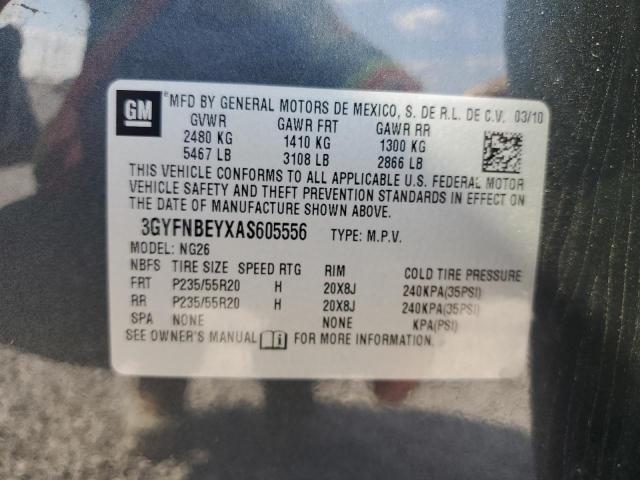 GM
®MFD BY GENERAL MOTORS DE MEXICO, S. DE R.L. DE C.V. 03/10
GVWR GAWR FRT GAWR RR
2480 KG 1410 KG 1300 KG
5467 LB 3108 LB 2866 LB
THIS VEHICLE CONFORMS TO ALL APPLICABLE U.S. FEDERAL MOTOR
VEHICLE SAFETY AND THEFT PREVENTION STANDARDS IN EFFECT ON
THE DATE OF MANUFACTURE SHOWN ABOVE.
3GYFNBEYXAS605556 TYPE: M.P.V.
MODEL: NG26
NBFS TIRE SIZE SPEED RTG RIM COLD TIRE PRESSURE
FRT P235/55R20 H 20X8J 240KPA(35PSI)
RR P235/55R20 H 20X8J 240KPA(35PSI)
SPA NONE NONE KPA(PSI)
SEE OWNER'S MANUAL FOR MORE INFORMATION.